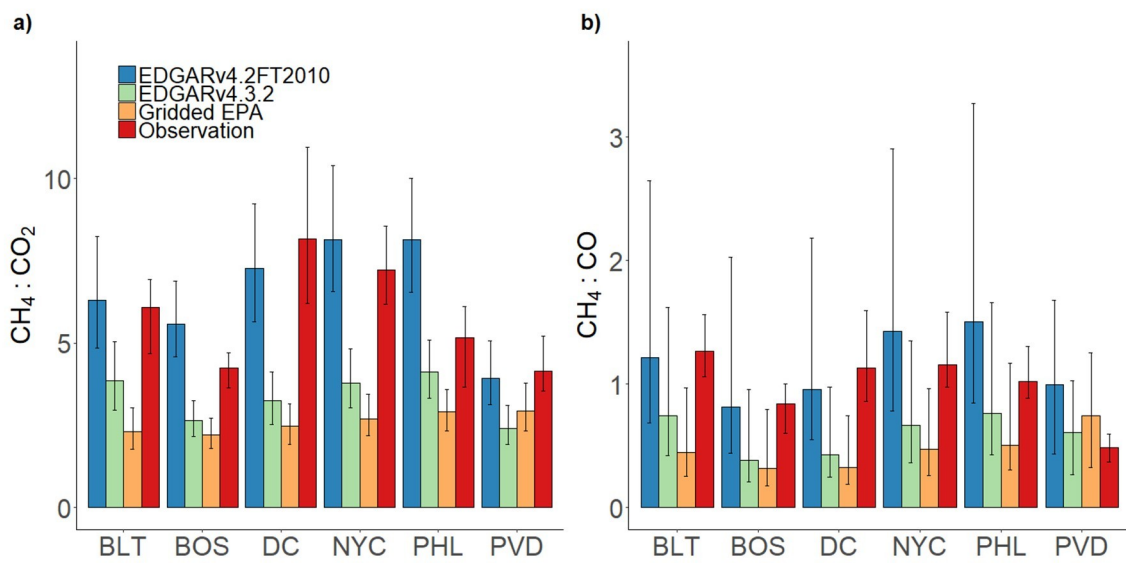 a)
EDGARv4.2FT2010
EDGARv4.3.2
Gridded EPA
Observation
10
5
0
CH₄ : CO₂
BLT BOS DC NYC PHL PVD
b)
3
2
1
0
CH₄ : CO
BLT BOS DC NYC PHL PVD